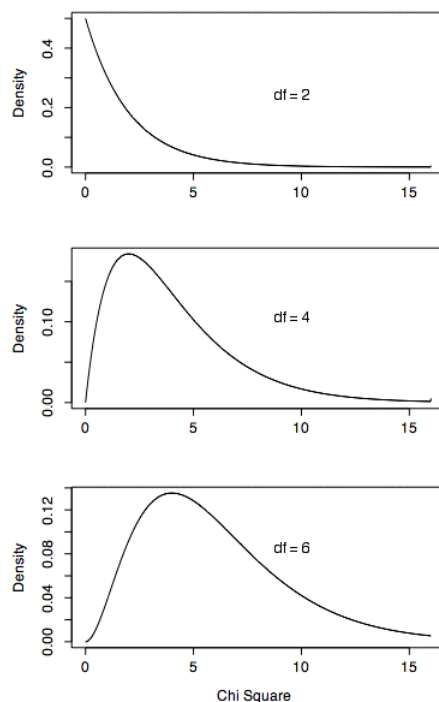 Density
0.4
0.2
0.0
df = 2
0 5 10 15
Density
0.10
0.00
df = 4
0 5 10 15
Density
0.12
0.08
0.04
0.00
df = 6
0 5 10 15
Chi Square